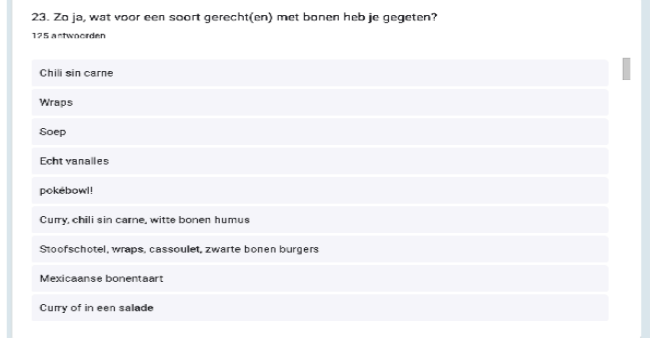 23. Zo ja, wat voor een soort gerecht(en) met bonen heb je gegeten?
125 antwoorden
Chili sin carne
Wraps
Soep
Echt vanalles
pokébowl!
Curry, chili sin carne, witte bonen humus
Stoofschotel, wraps, cassoulet, zwarte bonen burgers
Mexicaanse bonentaart
Curry of in een salade